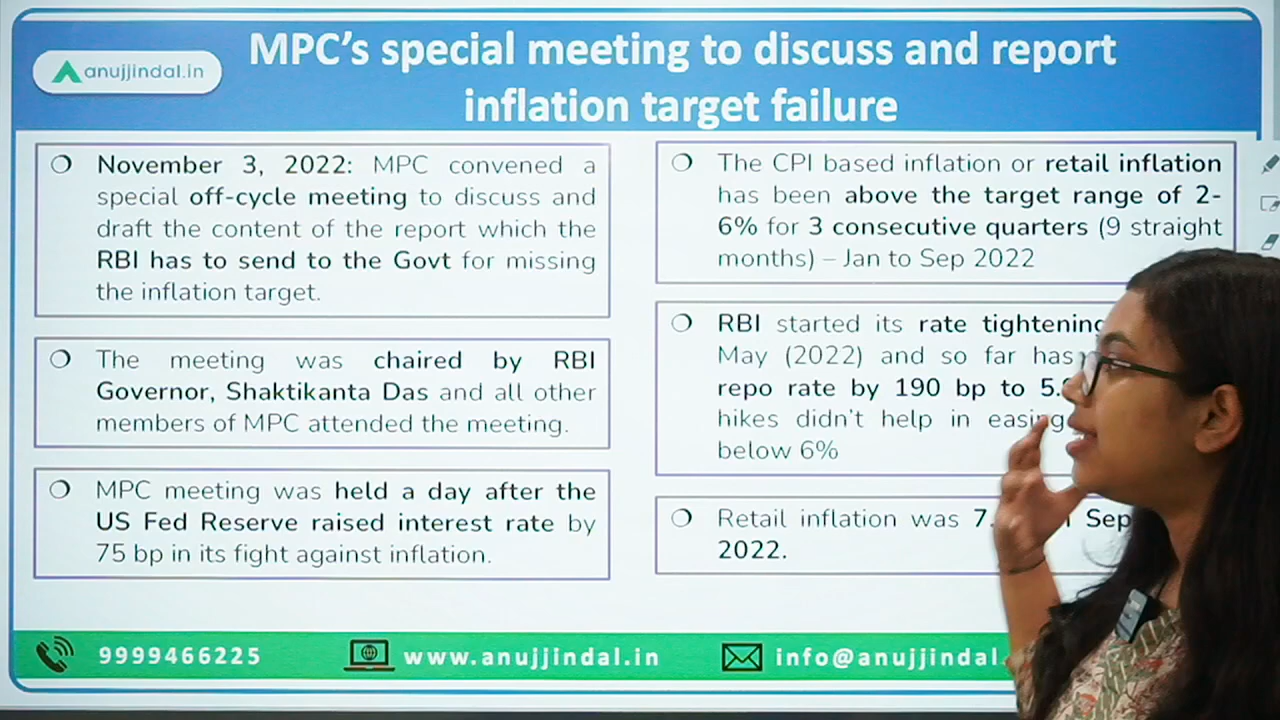 anujjindal.in
MPC's special meeting to discuss and report
inflation target failure
November 3, 2022: MPC convened a
special off-cycle meeting to discuss and
draft the content of the report which the
RBI has to send to the Govt for missing
the inflation target.
The meeting was chaired by RBI
Governor, Shaktikanta Das and all other
members of MPC attended the meeting.
MPC meeting was held a day after the
US Fed Reserve raised interest rate by
75 bp in its fight against inflation.
The CPI based inflation or retail inflation
has been above the target range of 2-
6% for 3 consecutive quarters (9 straight
months) – Jan to Sep 2022
RBI started its rate tightening
May (2022) and so far has
repo rate by 190 bp to 5.
hikes didn't help in easing
below 6%
Retail inflation was 7. Sep
2022.
9999466225
www.anujjindal.in
info@anujjindal.